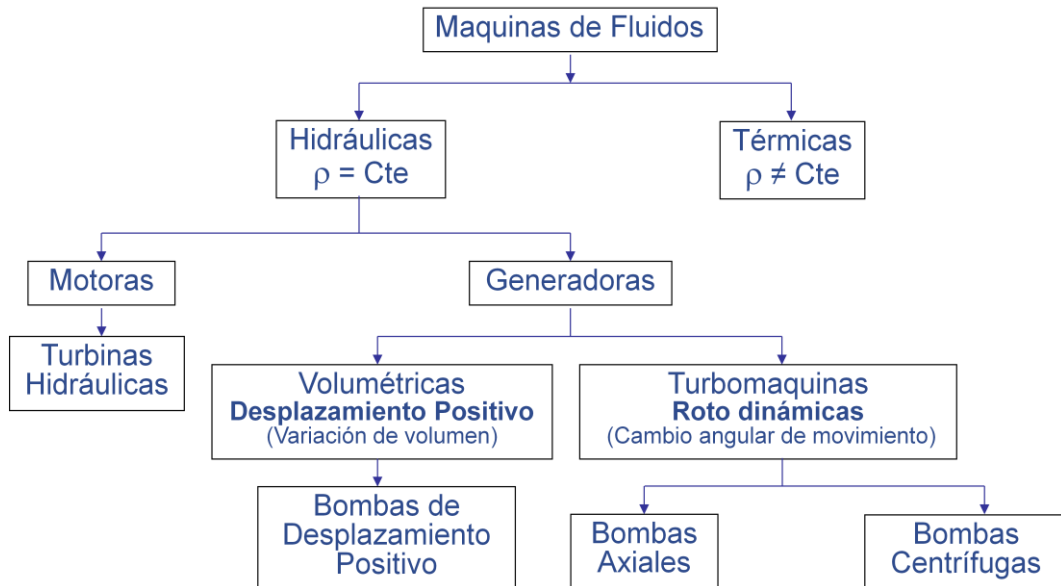 Maquinas de Fluidos
Hidráulicas
ρ = Cte
Térmicas
ρ ≠ Cte
Motoras
Generadoras
Turbinas
Hidráulicas
Volumétricas
Desplazamiento Positivo
(Variación de volumen)
Turbomaquinas
Roto dinámicas
(Cambio angular de movimiento)
Bombas de
Desplazamiento
Positivo
Bombas
Axiales
Bombas
Centrífugas